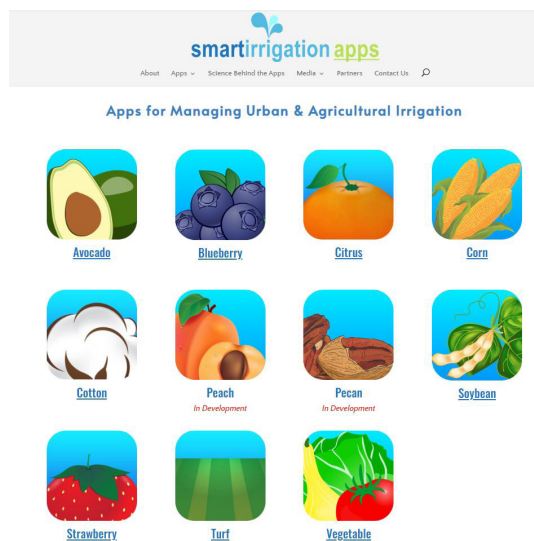 smartirrigation apps
About Apps Science Behind the Apps Media Partners Contact Us
Apps for Managing Urban & Agricultural Irrigation
Avocado Blueberry Citrus Corn
Cotton Peach Pecan Soybean
In Development In Development
Strawberry Turf Vegetable